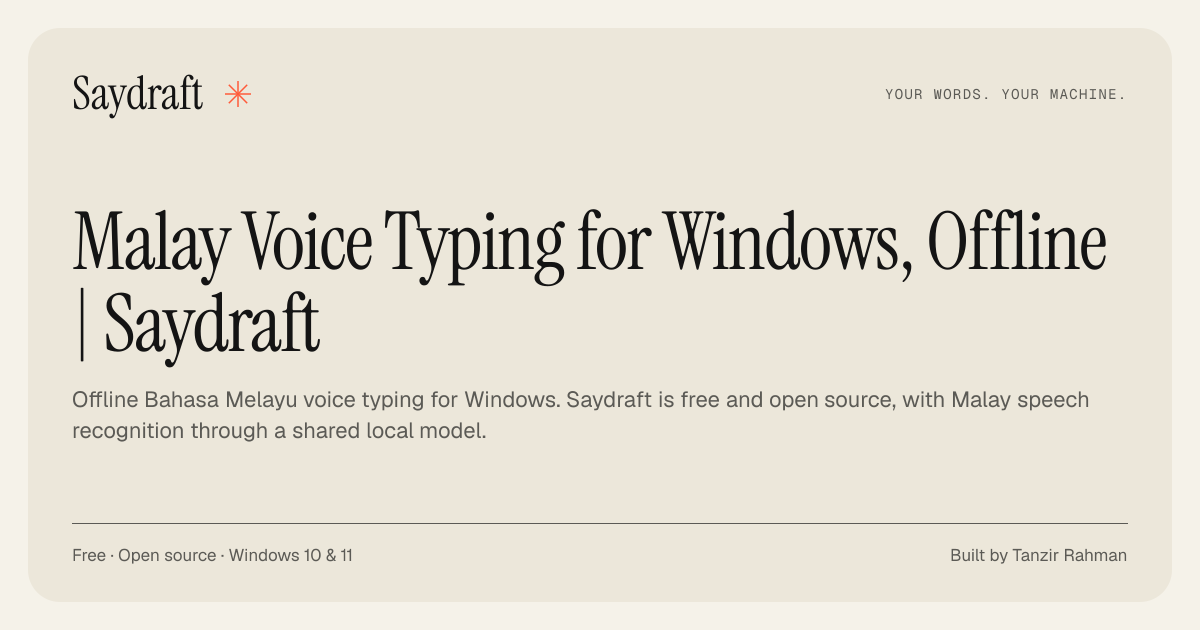 Saydraft
YOUR WORDS. YOUR MACHINE.
Malay Voice Typing for Windows, Offline
| Saydraft
Offline Bahasa Melayu voice typing for Windows. Saydraft is free and open source, with Malay speech
recognition through a shared local model.
Free · Open source · Windows 10 & 11
Built by Tanzir Rahman